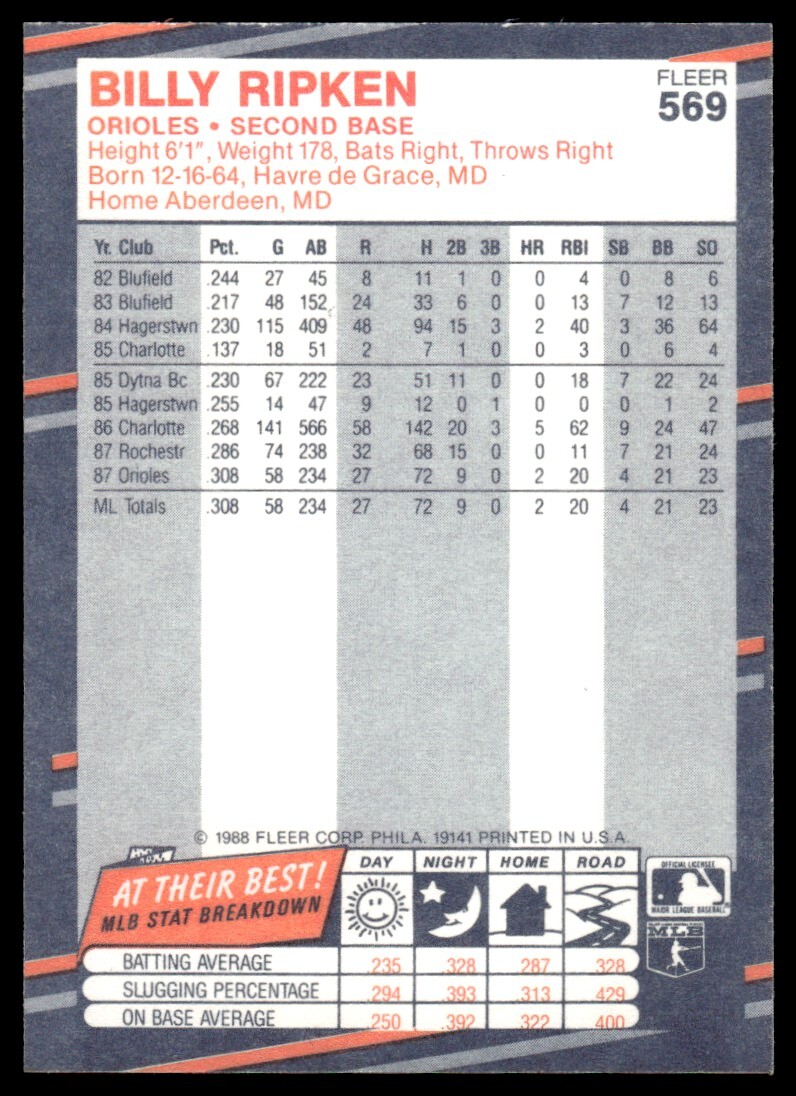 BILLY RIPKEN
FLEER
569
ORIOLES • SECOND BASE
Height 6'1", Weight 178, Bats Right, Throws Right
Born 12-16-64, Havre de Grace, MD
Home Aberdeen, MD
Yr. Club Pct. G AB R H 2B 3B HR RBI SB BB SO
82 Blufield .244 27 45 8 11 1 0 0 4 0 8 6
83 Blufield .217 48 152 24 33 6 0 0 13 7 12 13
84 Hagerstwn .230 115 409 48 94 15 3 2 40 3 36 64
85 Charlotte .137 18 51 2 7 1 0 0 3 0 6 4
85 Dytna Bc .230 67 222 23 51 11 0 0 18 7 22 24
85 Hagerstwn .255 14 47 9 12 0 1 0 0 0 1 2
86 Charlotte .268 141 566 58 142 20 3 5 62 9 24 47
87 Rochestr .286 74 238 32 68 15 0 0 11 7 21 24
87 Orioles .308 58 234 27 72 9 0 2 20 4 21 23
ML Totals .308 58 234 27 72 9 0 2 20 4 21 23
© 1988 FLEER CORP. PHILA. 19141 PRINTED IN U.S.A.
AT THEIR BEST!
MLB STAT BREAKDOWN
DAY NIGHT HOME ROAD
BATTING AVERAGE .235 .328 .287 .328
SLUGGING PERCENTAGE .294 .393 .313 .429
ON BASE AVERAGE .250 .392 .322 .400
OFFICIAL LICENSEE
MAJOR LEAGUE BASEBALL
MLB